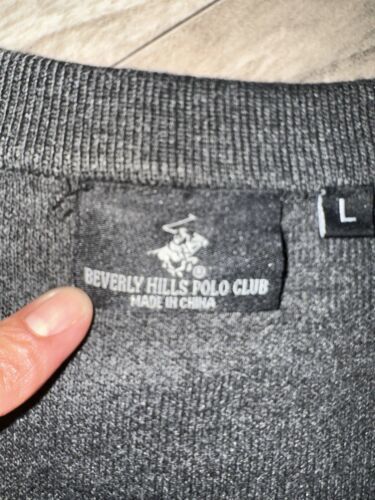 L
®
BEVERLY HILLS POLO CLUB
MADE IN CHINA